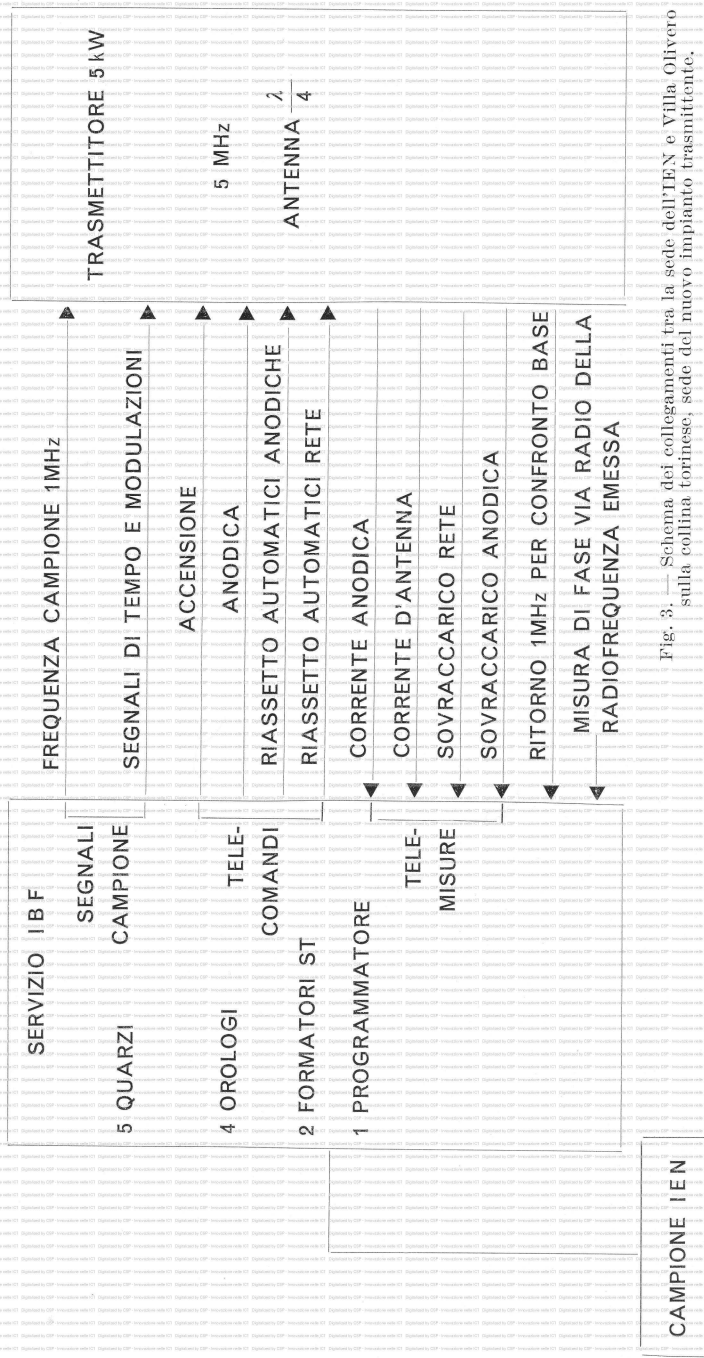 SERVIZIO IBF
SEGNALI
CAMPIONE
5 QUARZI
4 OROLOGI
TELE-
COMANDI
2 FORMATORI ST
1 PROGRAMMATORE
TELE-
MISURE
CAMPIONE IEN
FREQUENZA CAMPIONE 1MHz
SEGNALI DI TEMPO E MODULAZIONI
ACCENSIONE
ANODICA
RIASSETTO AUTOMATICI ANODICHE
RIASSETTO AUTOMATICI RETE
CORRENTE ANODICA
CORRENTE D'ANTENNA
SOVRACCARICO RETE
SOVRACCARICO ANODICA
RITORNO 1MHz PER CONFRONTO BASE
MISURA DI FASE VIA RADIO DELLA
RADIOFREQUENZA EMESSA
TRASMETTITORE 5 kW
5 MHz
ANTENNA λ/4
Fig. 3. — Schema dei collegamenti tra la sede dell'IEN e Villa Olivero
sulla collina torinese, sede del nuovo impianto trasmittente.